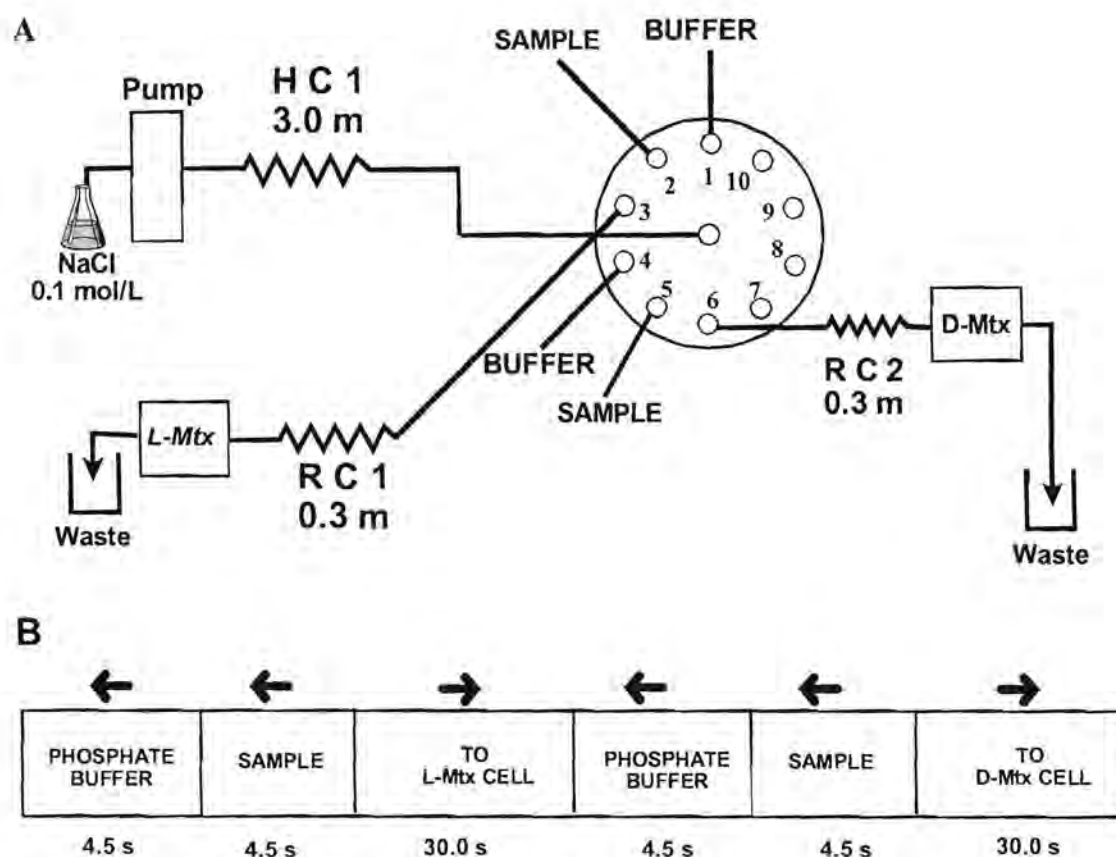 A
SAMPLE
BUFFER
Pump
H C 1
3.0 m
NaCl
0.1 mol/L
1
2
3
4
5
6
7
8
9
10
BUFFER
SAMPLE
D-Mtx
R C 2
0.3 m
L-Mtx
R C 1
0.3 m
Waste
Waste
B
PHOSPHATE
BUFFER
SAMPLE
TO
L-Mtx CELL
PHOSPHATE
BUFFER
SAMPLE
TO
D-Mtx CELL
4.5 s
4.5 s
30.0 s
4.5 s
4.5 s
30.0 s